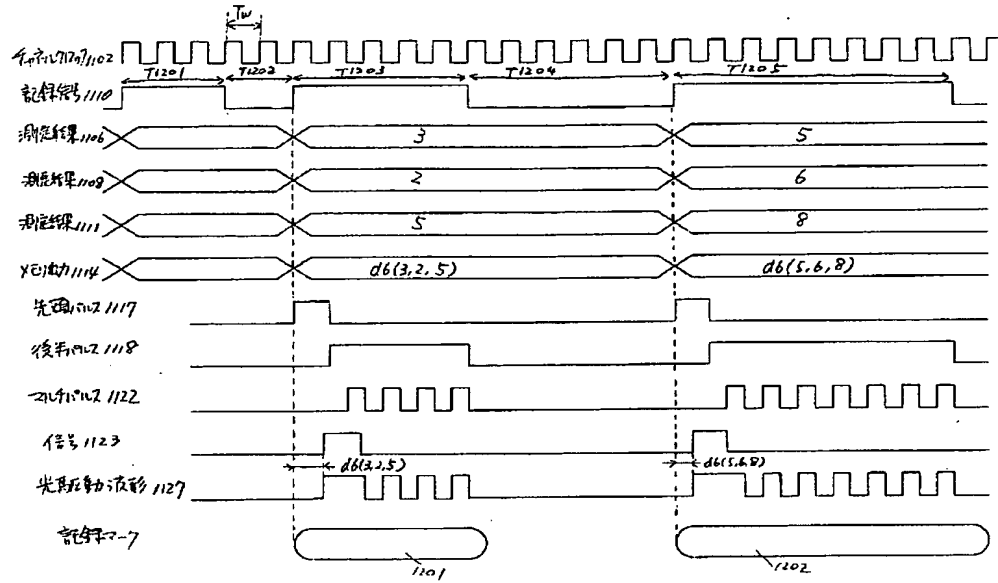 Tw
チャネルクロック1102
T1201 T1202 T1203 T1204 T1205
記録信号1110
測定結果1106 3 5
測定結果1108 2 6
測定結果1111 5 8
メモリ出力1114 d6(3,2,5) d6(5,6,8)
先頭パルス1117
後半パルス1118
マルチパルス1122
信号1123
d6(3,2,5) d6(5,6,8)
光駆動波形1127
記録マーク
1201 1202